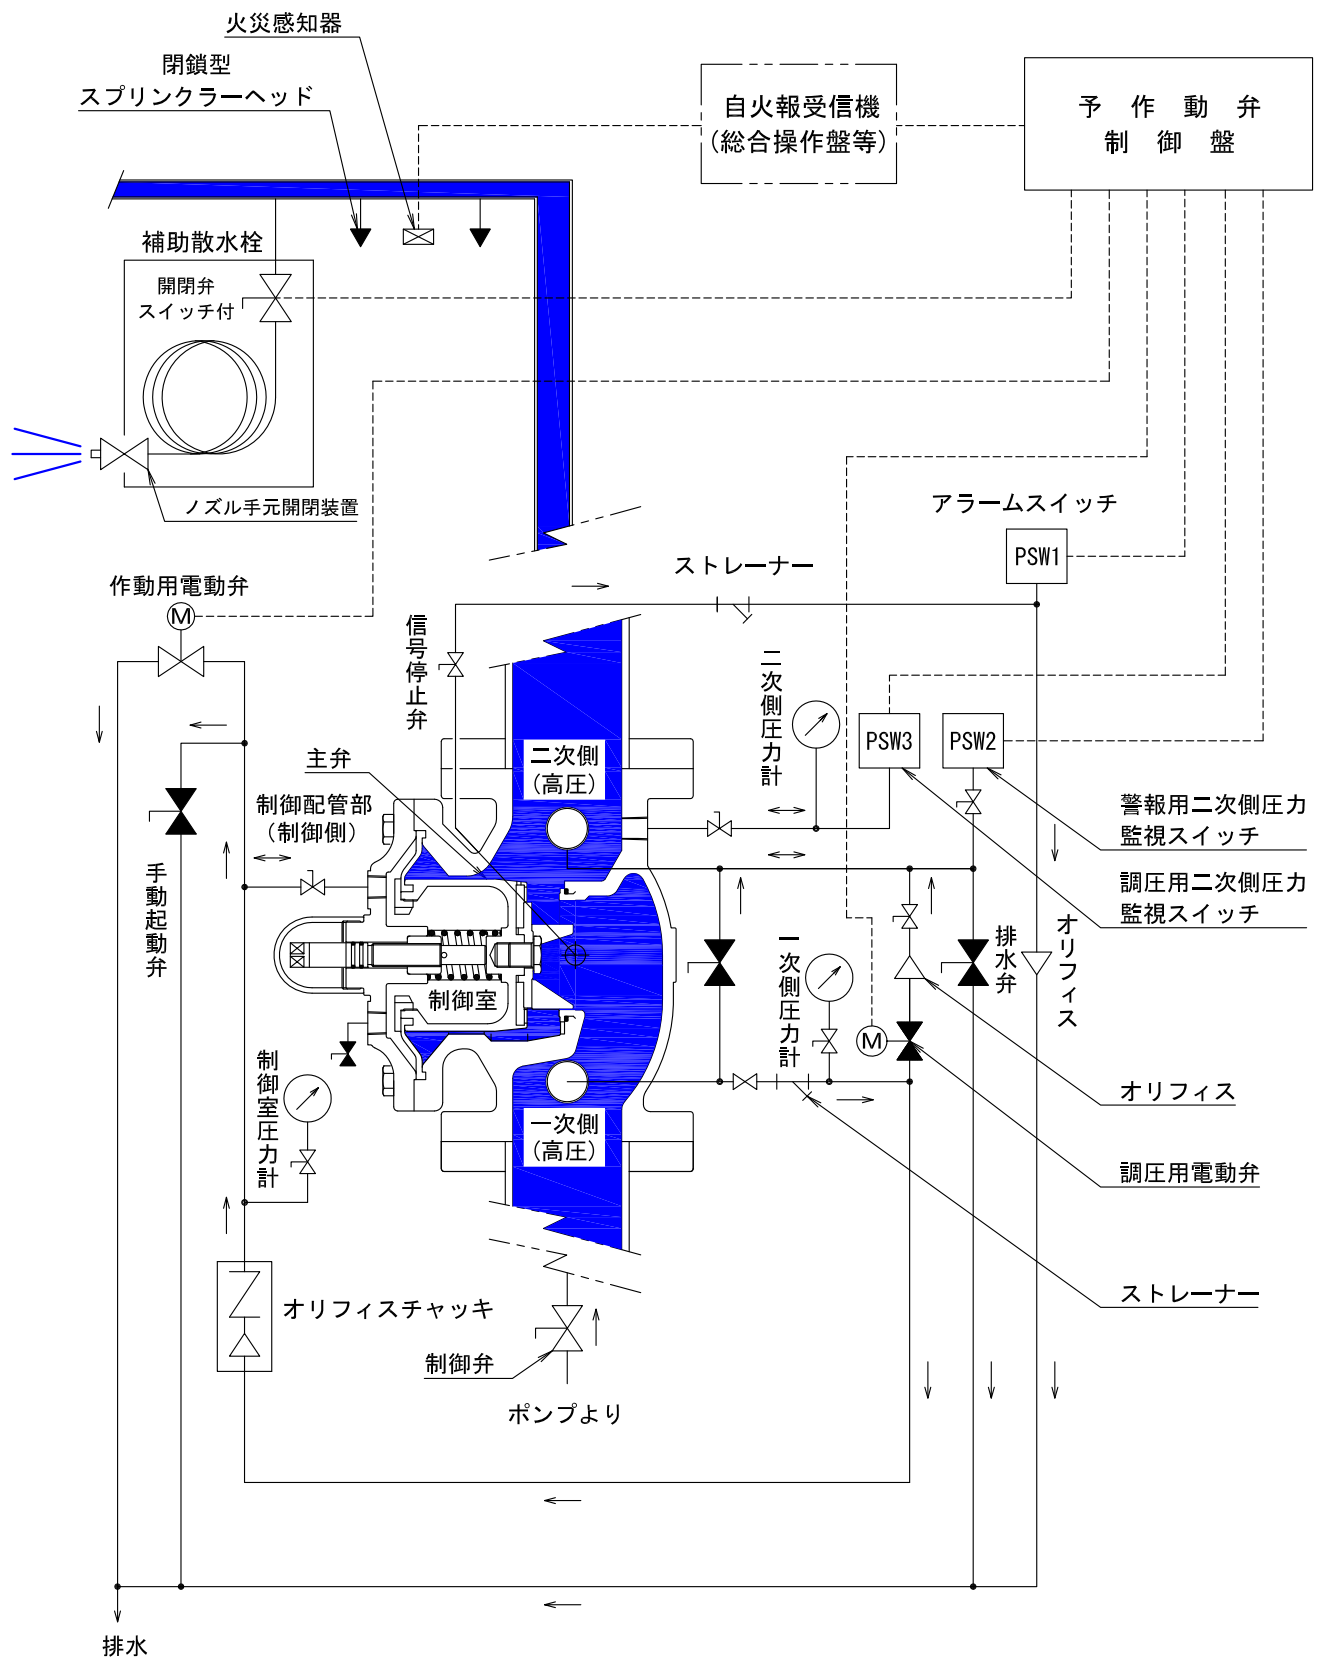 火災感知器
閉鎖型
スプリンクラーヘッド
自火報受信機
(総合操作盤等)
予作動弁
制御盤
補助散水栓
開閉弁
スイッチ付
ノズル手元開閉装置
アラームスイッチ
PSW1
ストレーナー
作動用電動弁
M
信号停止弁
二次側圧力計
PSW3
PSW2
主弁
二次側
(高圧)
制御配管部
(制御側)
警報用二次側圧力
監視スイッチ
調圧用二次側圧力
監視スイッチ
手動起動弁
排水弁
オリフィス
一次側圧力計
制御室
M
制御室圧力計
オリフィス
一次側
(高圧)
調圧用電動弁
ストレーナー
オリフィスチャッキ
制御弁
ポンプより
排水